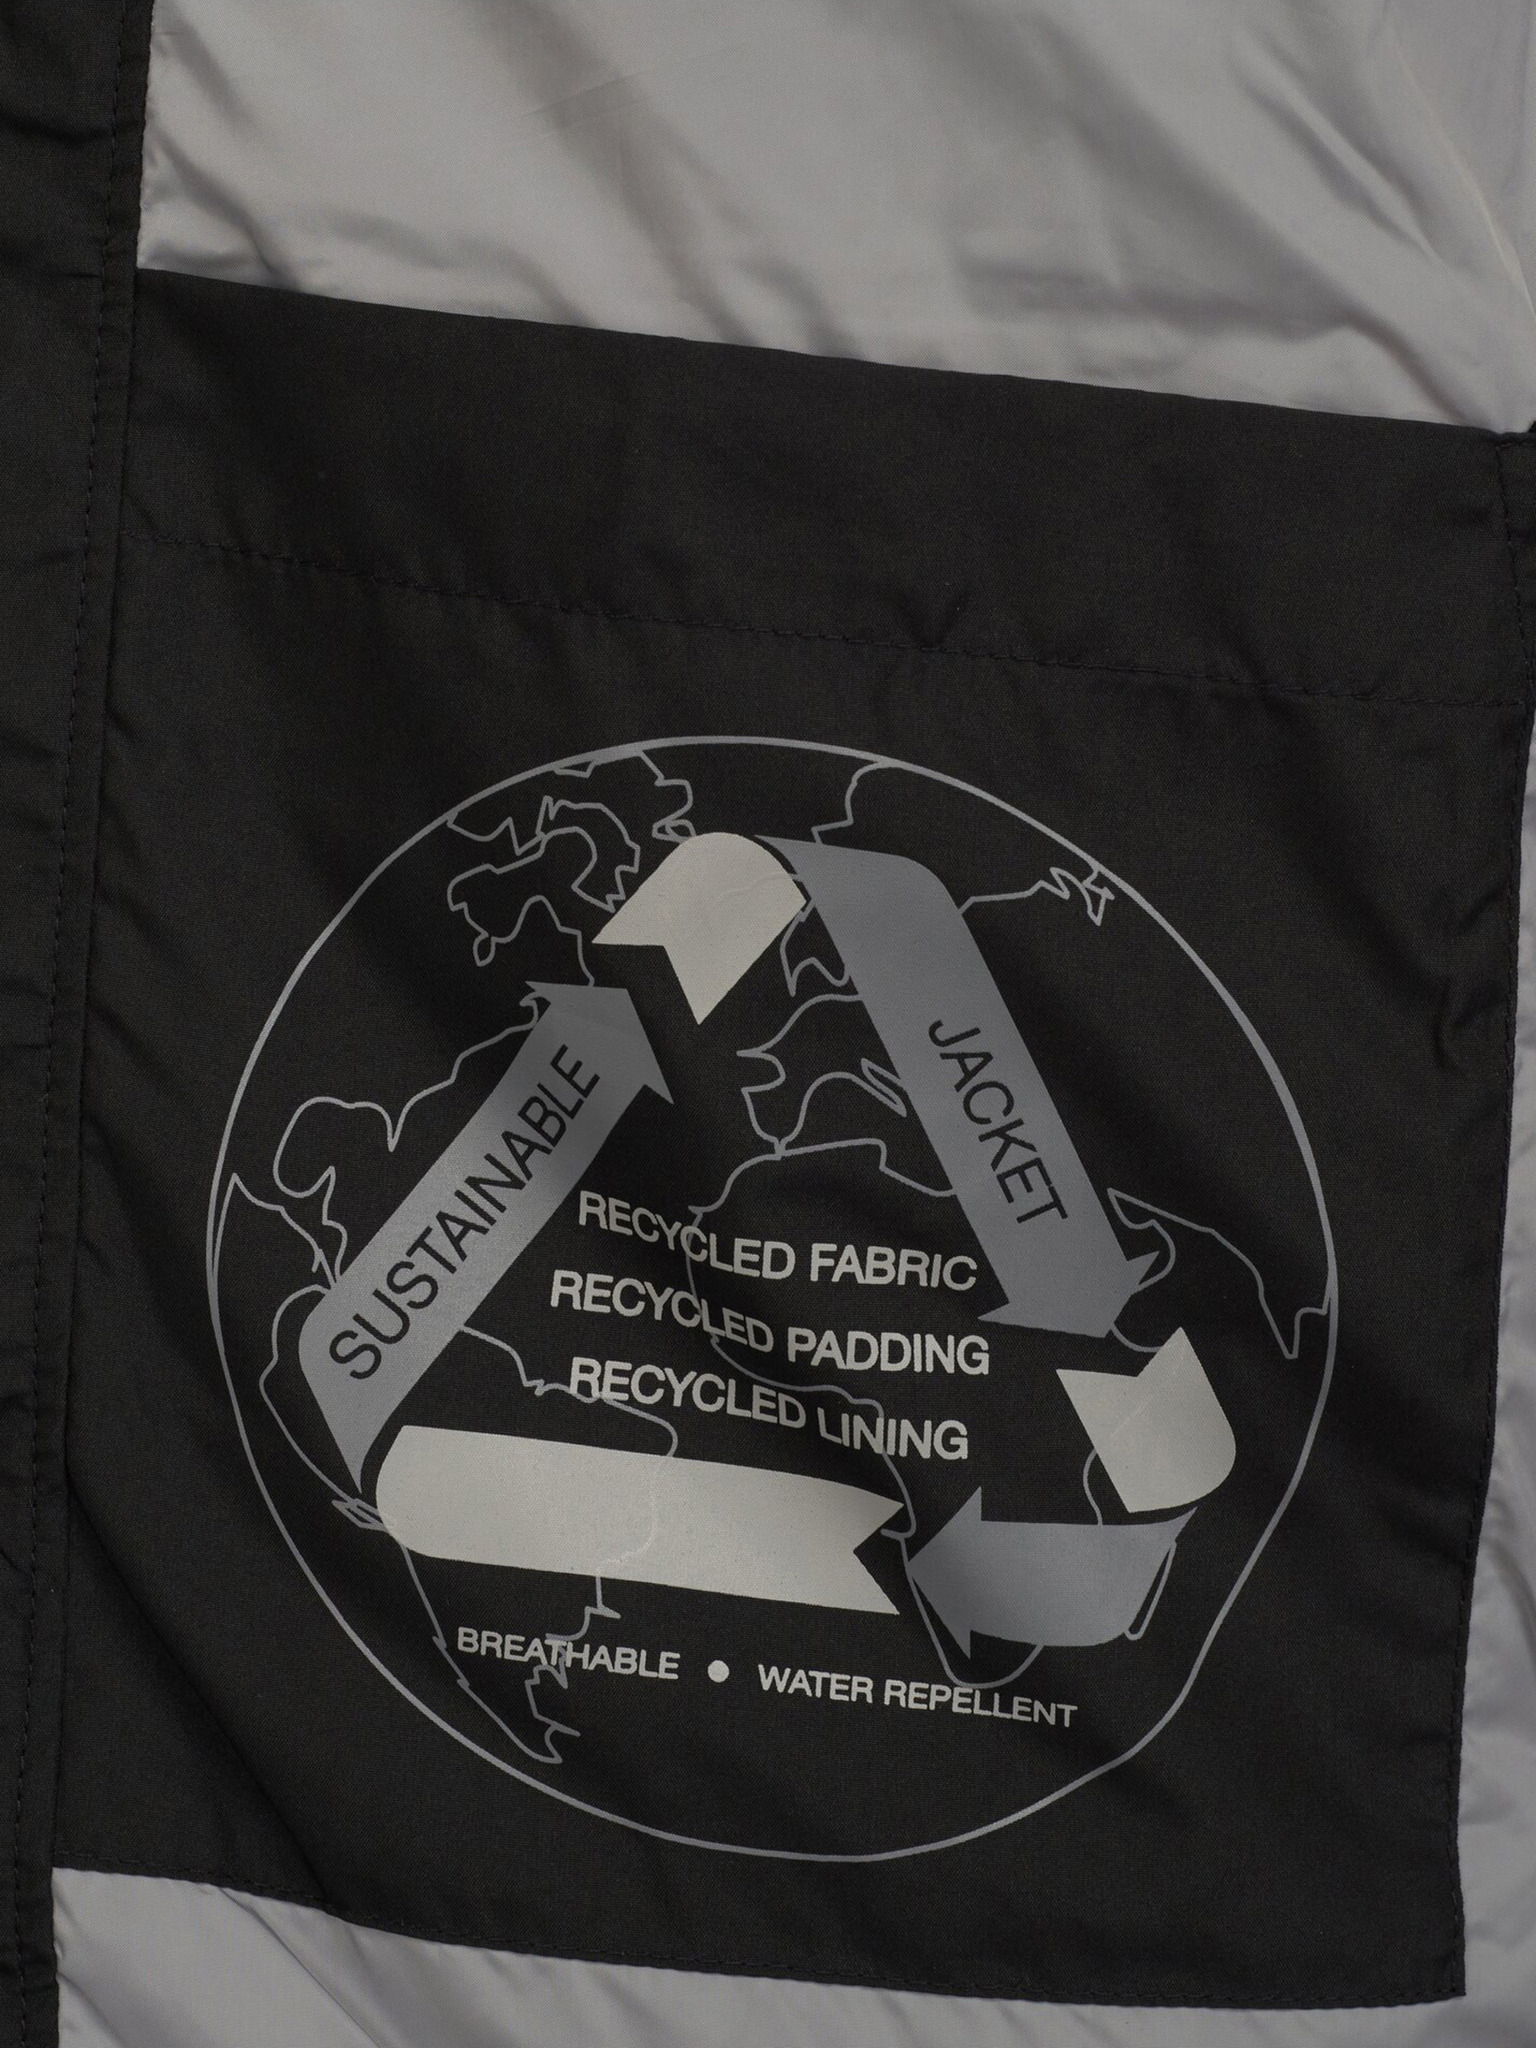 SUSTAINABLE
JACKET
RECYCLED FABRIC
RECYCLED PADDING
RECYCLED LINING
BREATHABLE • WATER REPELLENT